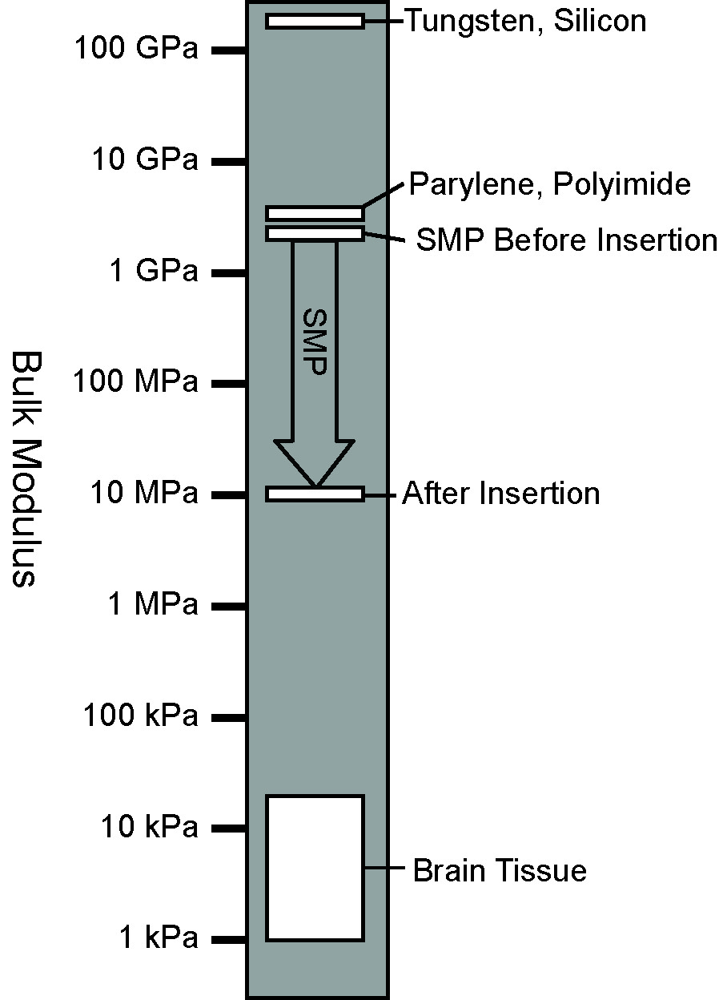 Tungsten, Silicon
100 GPa
10 GPa
Parylene, Polyimide
SMP Before Insertion
1 GPa
SMP
Bulk Modulus
100 MPa
10 MPa
After Insertion
1 MPa
100 kPa
10 kPa
Brain Tissue
1 kPa